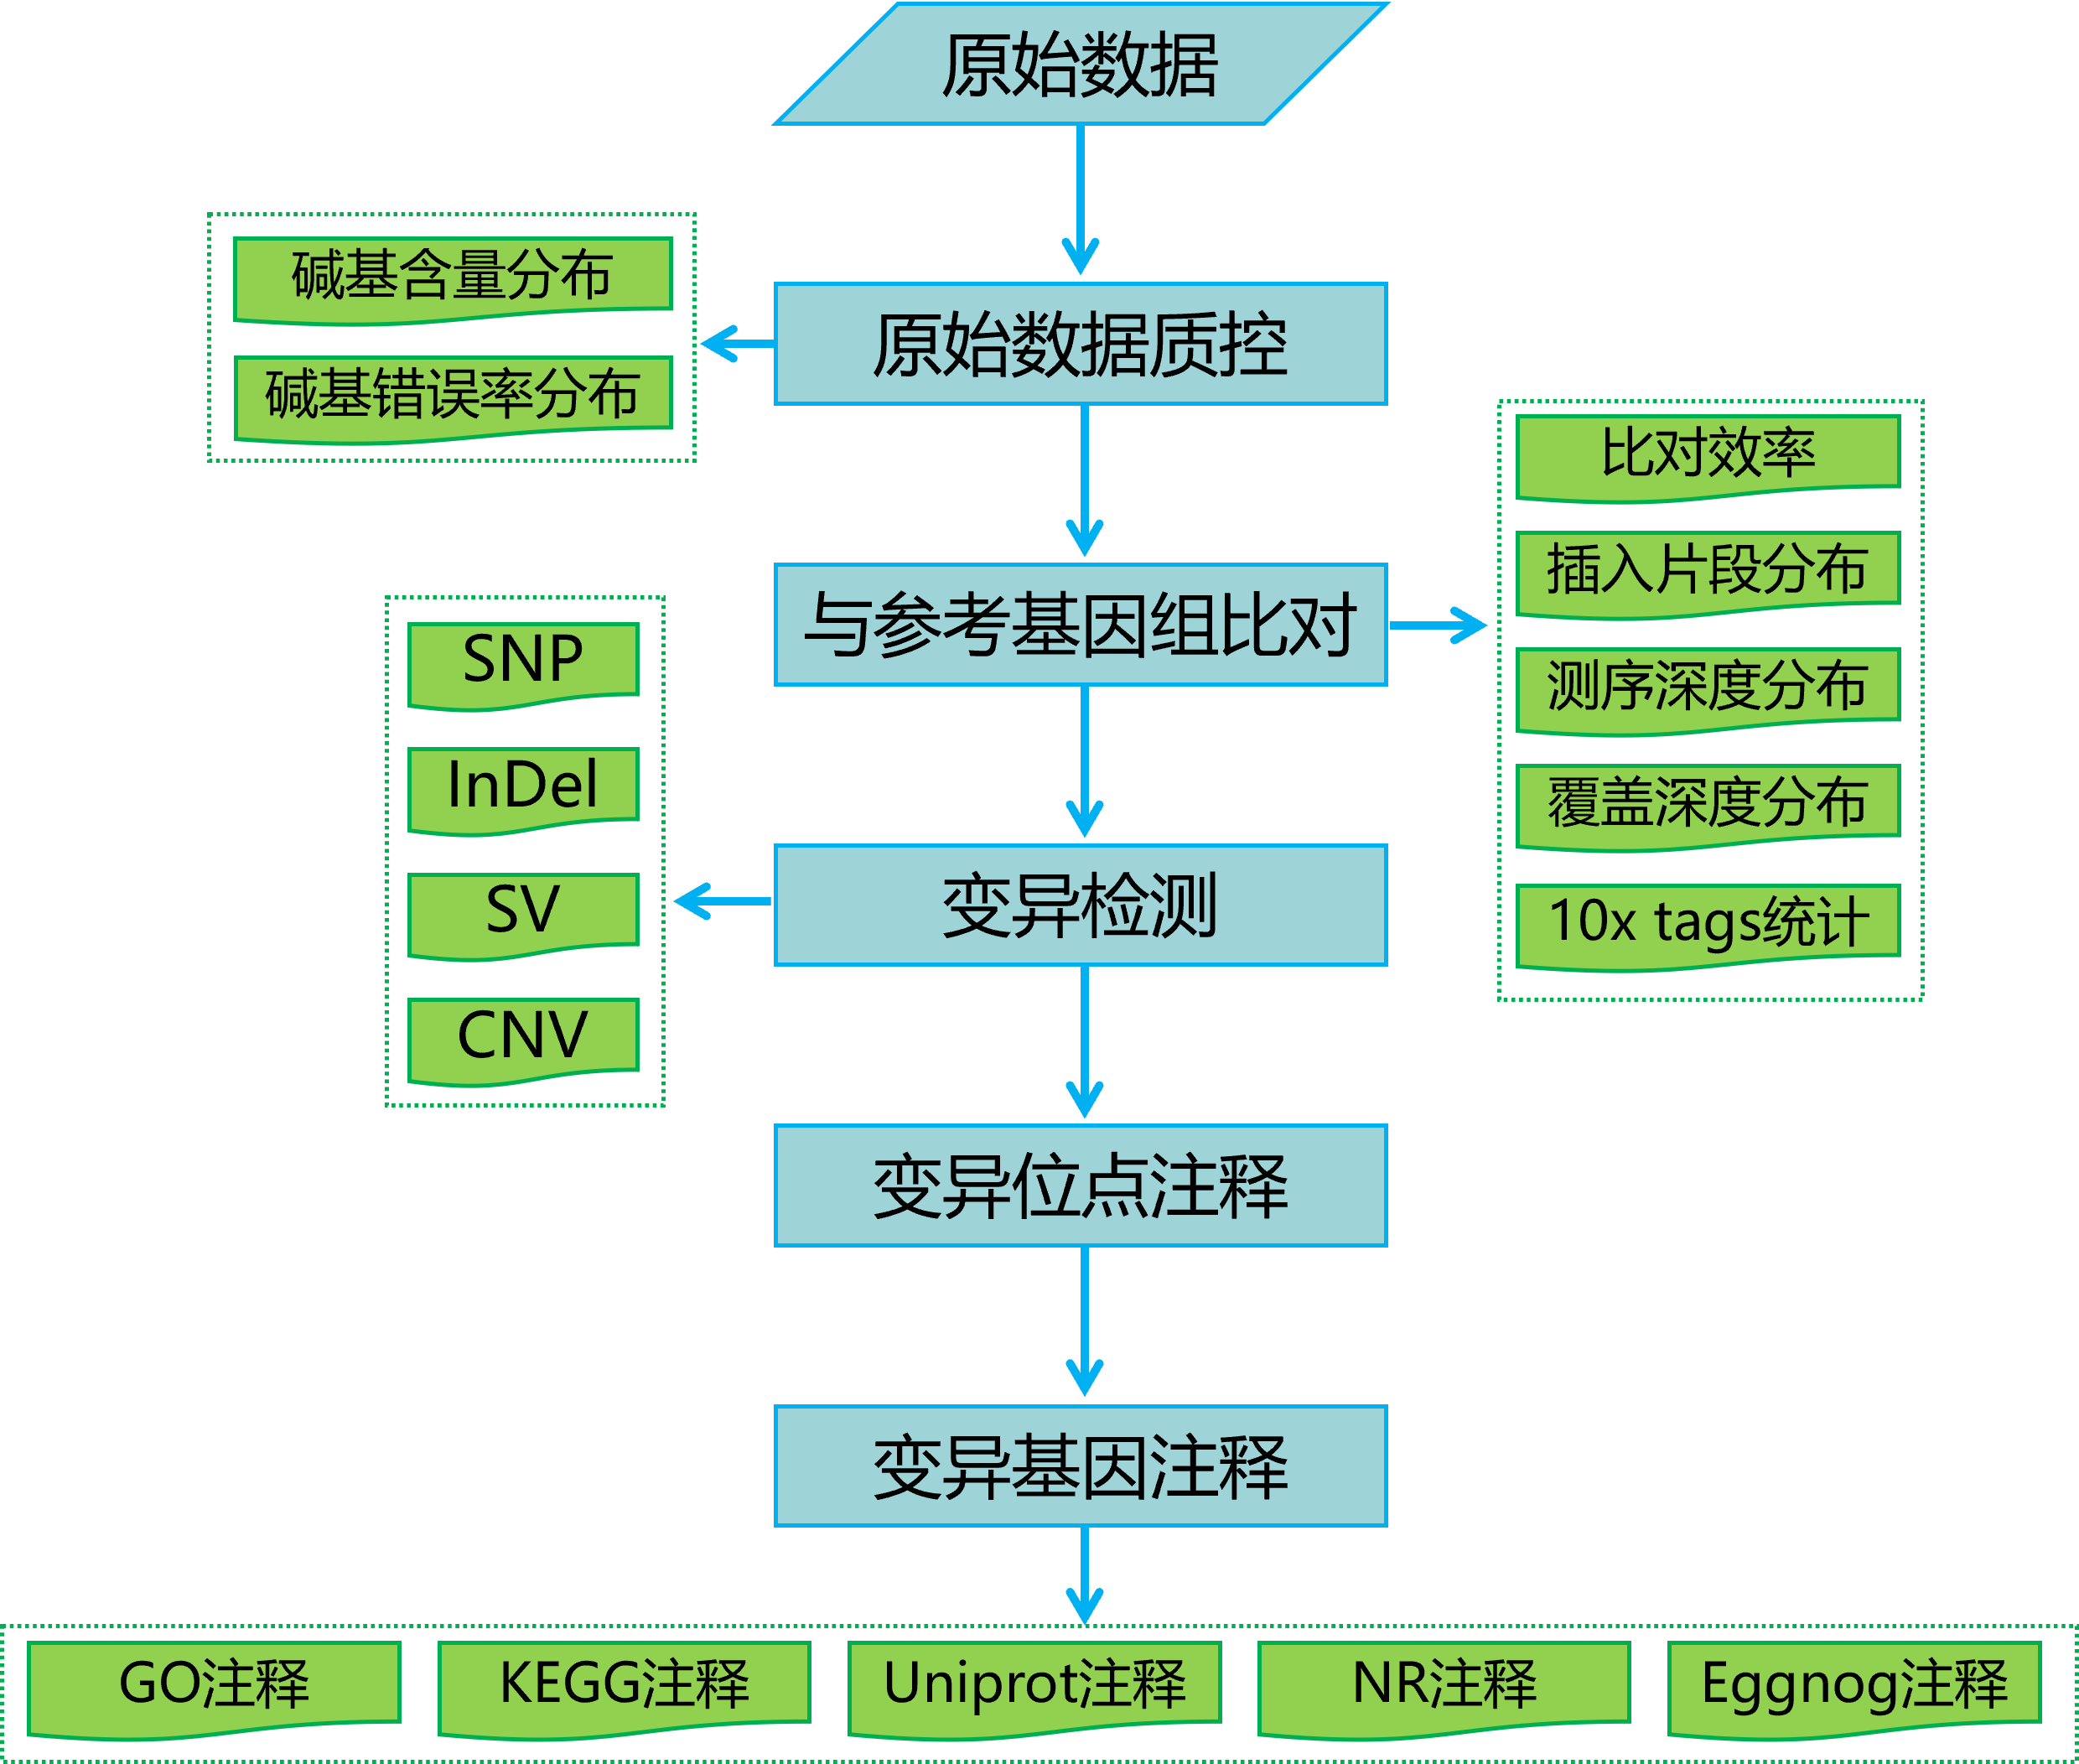 原始数据
碱基含量分布
碱基错误率分布
原始数据质控
比对效率
插入片段分布
测序深度分布
覆盖深度分布
10x tags统计
与参考基因组比对
SNP
InDel
SV
CNV
变异检测
变异位点注释
变异基因注释
GO注释
KEGG注释
Uniprot注释
NR注释
Eggnog注释